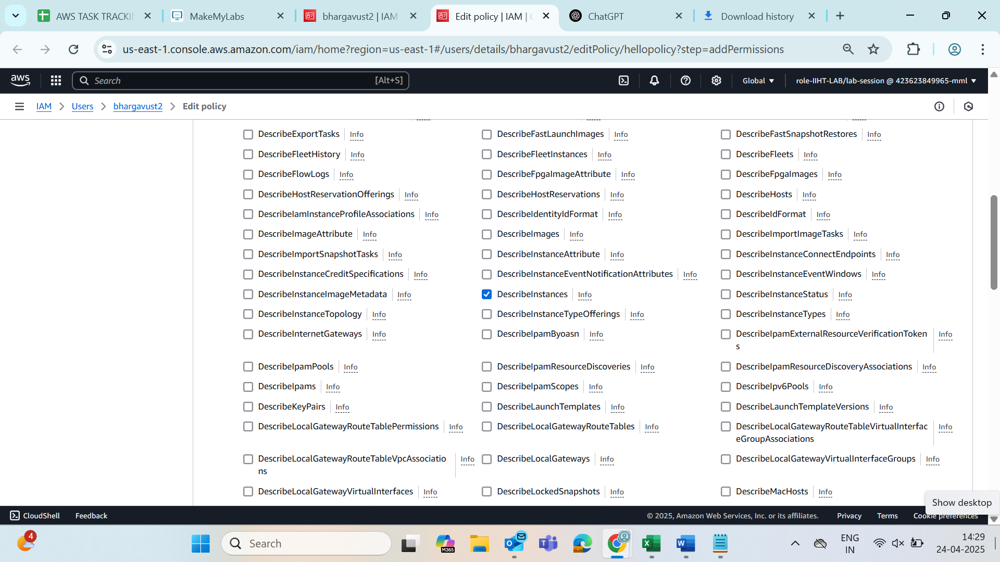 AWS TASK TRACKIN
MakeMyLabs
bhargavust2 | IAM
Edit policy | IAM |
ChatGPT
Download history
us-east-1.console.aws.amazon.com/iam/home?region=us-east-1#/users/details/bhargavust2/editPolicy/hellopolicy?step=addPermissions
aws
Search
[Alt+S]
Global
role-IIHT-LAB/lab-session @ 423623849965-mml
IAM > Users > bhargavust2 > Edit policy
DescribeExportTasks Info DescribeFastLaunchImages Info DescribeFastSnapshotRestores Info
DescribeFleetHistory Info DescribeFleetInstances Info DescribeFleets Info
DescribeFlowLogs Info DescribeFpgaImageAttribute Info DescribeFpgaImages Info
DescribeHostReservationOfferings Info DescribeHostReservations Info DescribeHosts Info
DescribeIamInstanceProfileAssociations Info DescribeIdentityIdFormat Info DescribeIdFormat Info
DescribeImageAttribute Info DescribeImages Info DescribeImportImageTasks Info
DescribeImportSnapshotTasks Info DescribeInstanceAttribute Info DescribeInstanceConnectEndpoints Info
DescribeInstanceCreditSpecifications Info DescribeInstanceEventNotificationAttributes Info DescribeInstanceEventWindows Info
DescribeInstanceImageMetadata Info DescribeInstances Info DescribeInstanceStatus Info
DescribeInstanceTopology Info DescribeInstanceTypeOfferings Info DescribeInstanceTypes Info
DescribeInternetGateways Info DescribeIpamByoasn Info DescribeIpamExternalResourceVerificationToken Info
s
DescribeIpamPools Info DescribeIpamResourceDiscoveries Info DescribeIpamResourceDiscoveryAssociations Info
DescribeIpams Info DescribeIpamScopes Info DescribeIpv6Pools Info
DescribeKeyPairs Info DescribeLaunchTemplates Info DescribeLaunchTemplateVersions Info
DescribeLocalGatewayRouteTablePermissions Info DescribeLocalGatewayRouteTables Info DescribeLocalGatewayRouteTableVirtualInterfac Info
eGroupAssociations
DescribeLocalGatewayRouteTableVpcAssociatio Info DescribeLocalGateways Info DescribeLocalGatewayVirtualInterfaceGroups Info
ns
DescribeLocalGatewayVirtualInterfaces Info DescribeLockedSnapshots Info DescribeMacHosts Info
Show desktop
CloudShell Feedback © 2025, Amazon Web Services, Inc. or its affiliates. Privacy Terms Cookie preferences
4
Search
M365
ENG
IN
14:29
24-04-2025